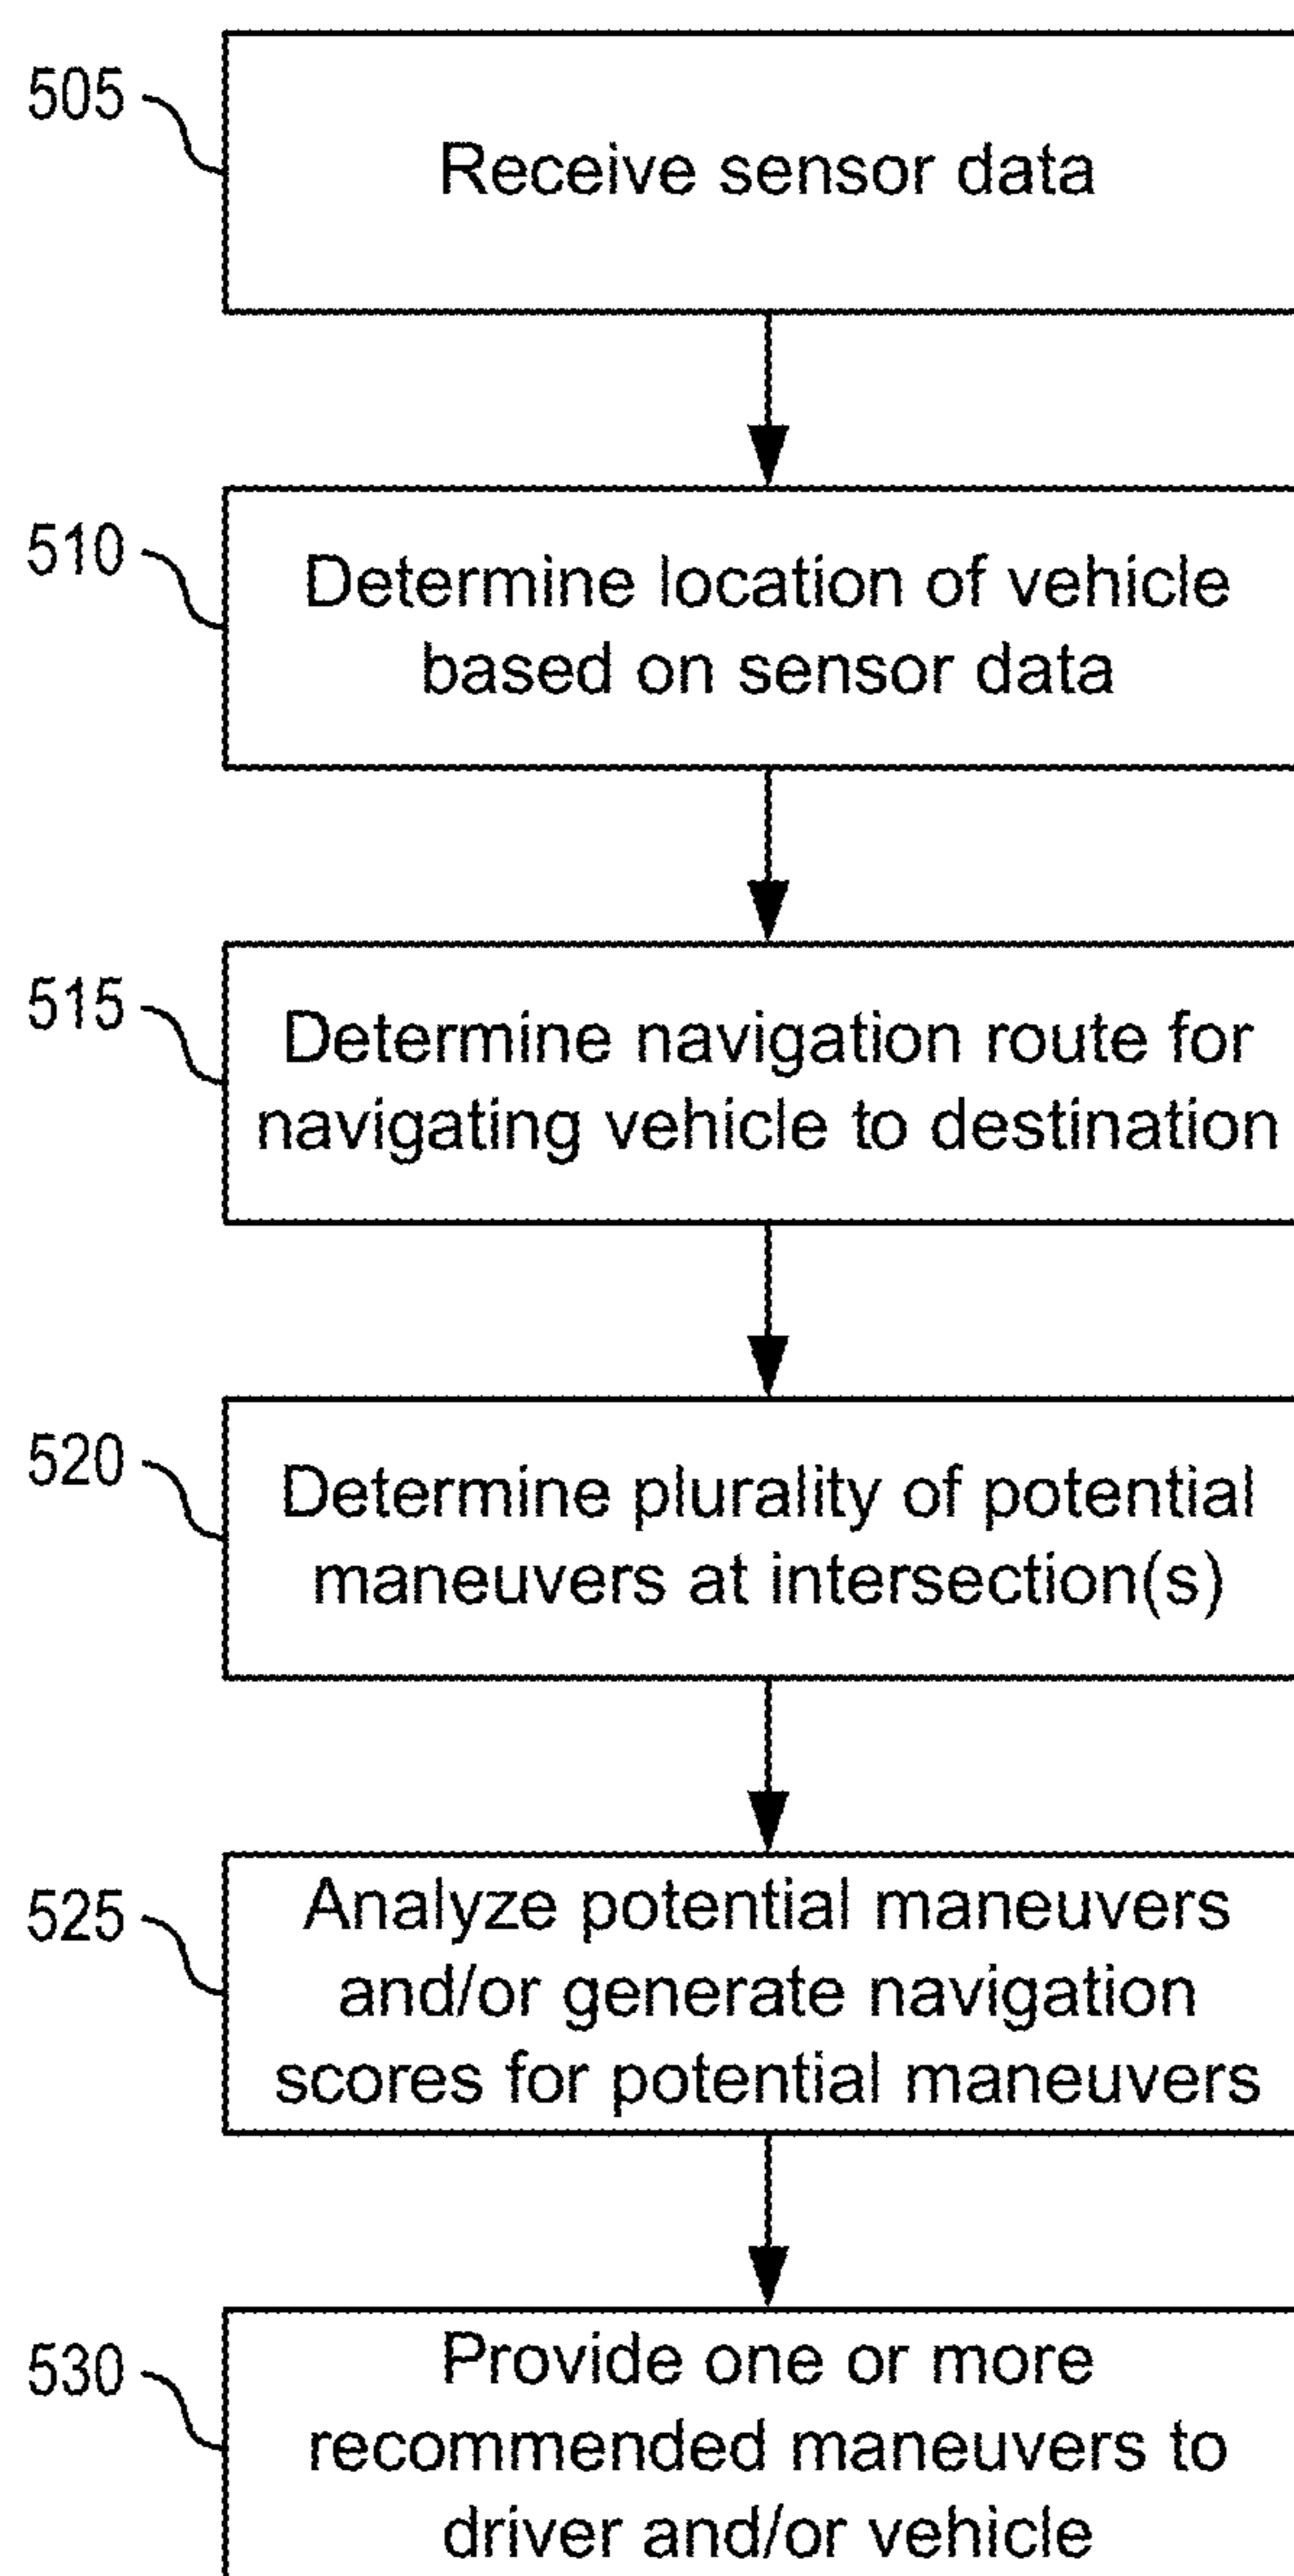 505
Receive sensor data
510
Determine location of vehicle
based on sensor data
515
Determine navigation route for
navigating vehicle to destination
520
Determine plurality of potential
maneuvers at intersection(s)
525
Analyze potential maneuvers
and/or generate navigation
scores for potential maneuvers
530
Provide one or more
recommended maneuvers to
driver and/or vehicle